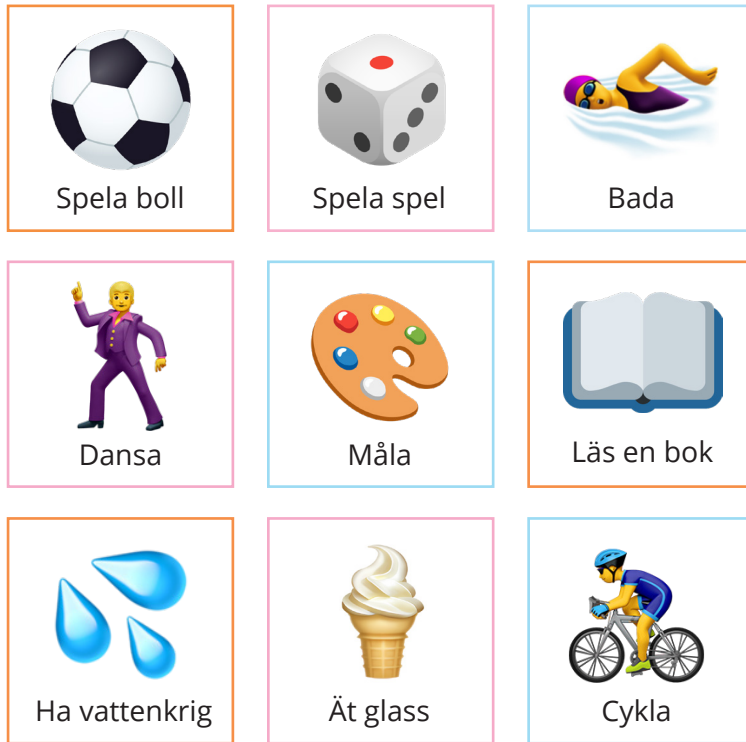 Spela boll
Spela spel
Bada
Dansa
Måla
Läs en bok
Ha vattenkrig
Ät glass
Cykla